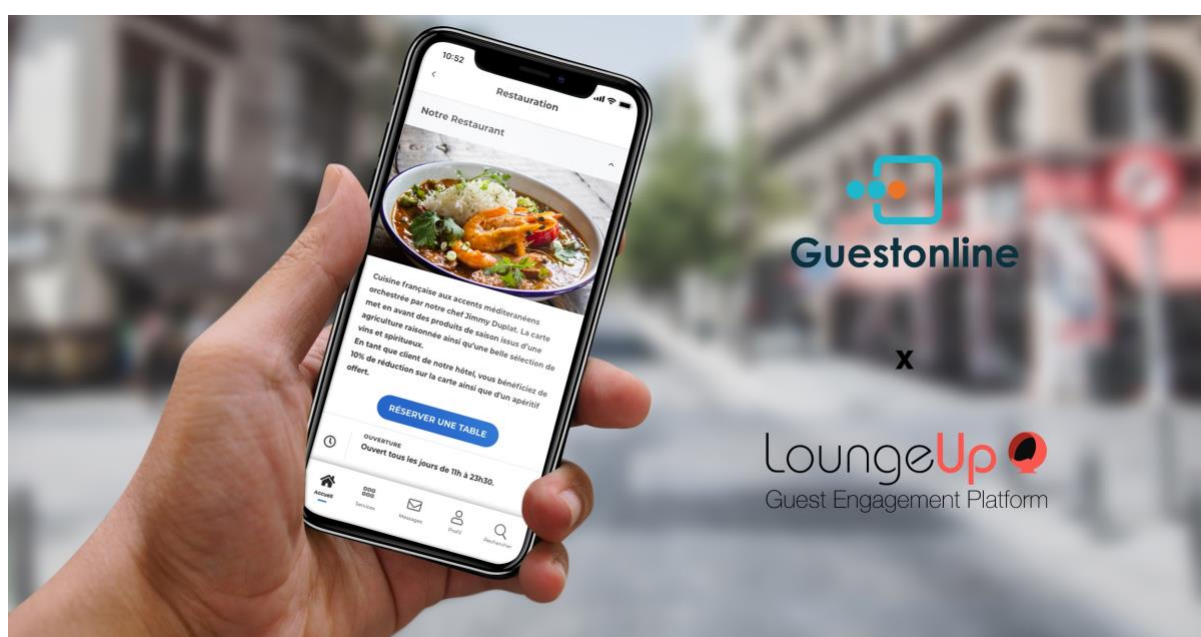 10:52
Restauration
Notre Restaurant
Cuisine française aux accents méditeranéens
orchestrée par notre chef Jimmy Duplat. La carte
met en avant des produits de saison issus d'une
agriculture raisonnée ainsi qu'une belle sélection de
vins et spiritueux.
En tant que client de notre hôtel, vous bénéficiez de
10% de réduction sur la carte ainsi que d'un apéritif
offert.
RÉSERVER UNE TABLE
OUVERTURE
Ouvert tous les jours de 11h à 23h30.
Accueil
Services
Messages
Profil
Rechercher
Guestonline
x
LoungeUp
Guest Engagement Platform